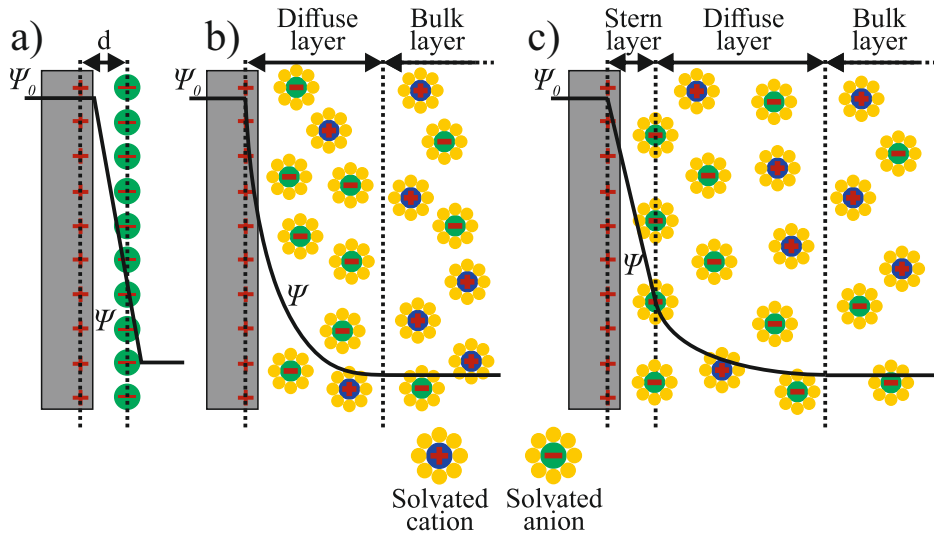 a)
d
Ψ0
Ψ
b)
Diffuse
layer
Bulk
layer
Ψ0
Ψ
c)
Stern
layer
Diffuse
layer
Bulk
layer
Ψ0
Ψ
Solvated
cation
Solvated
anion